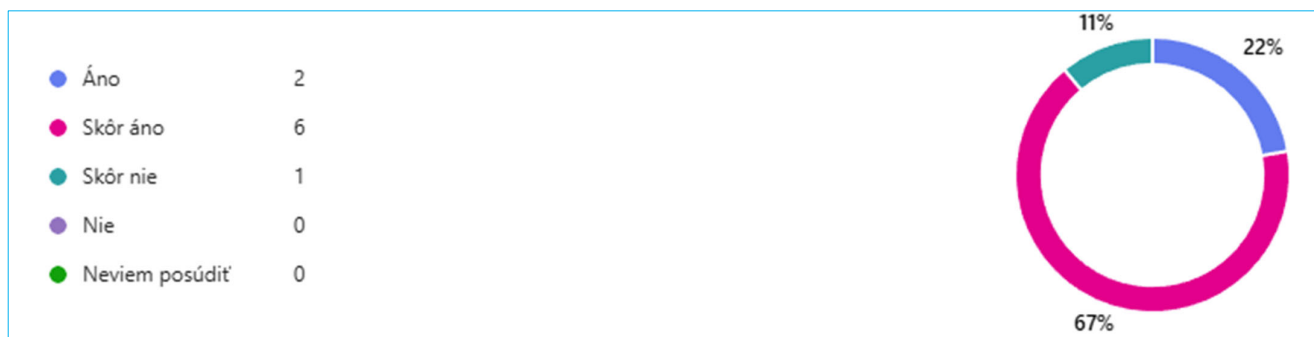 Áno 2
Skôr áno 6
Skôr nie 1
Nie 0
Neviem posúdiť 0
11%
22%
67%